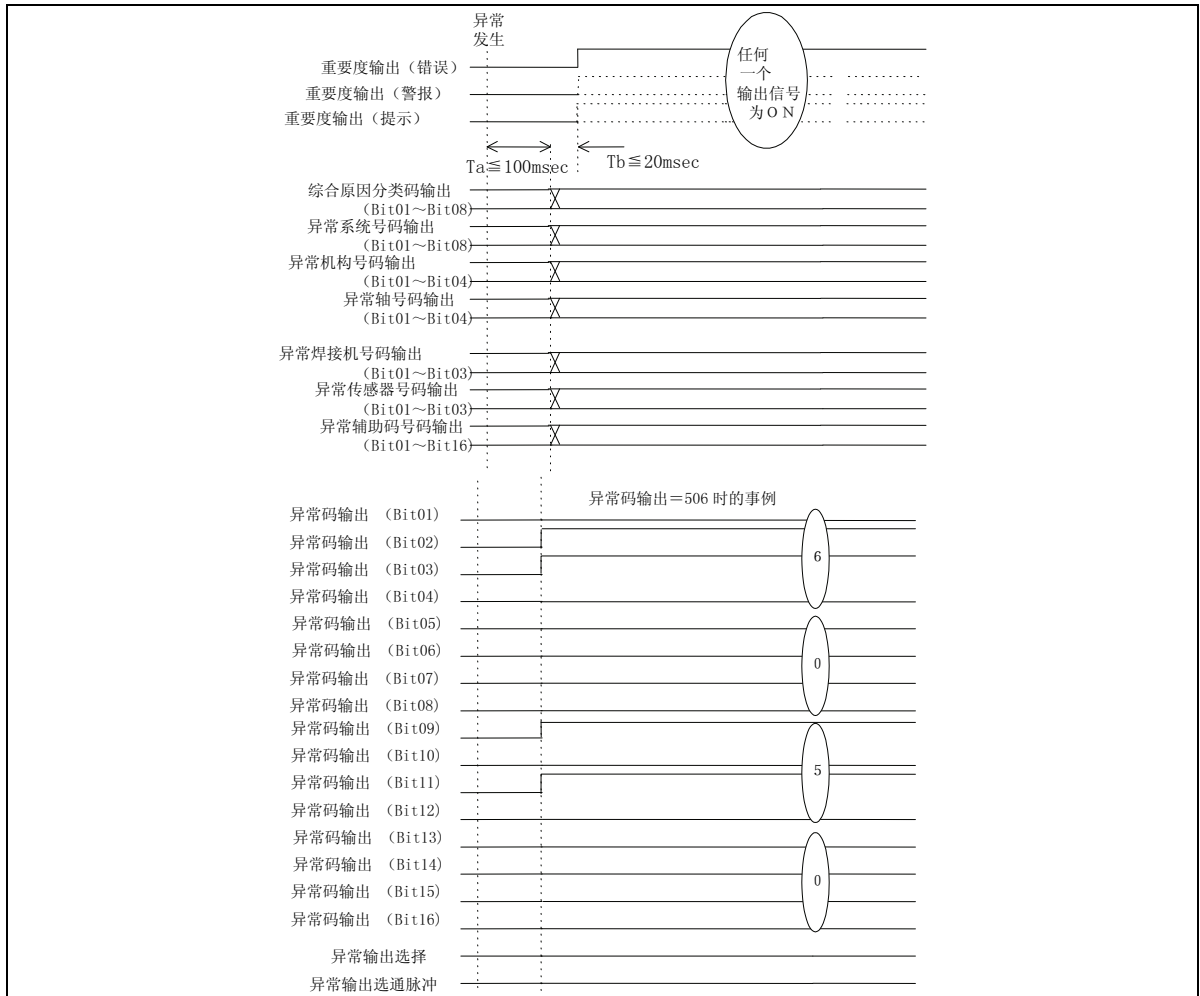 异常
发生
重要度输出（错误）
重要度输出（警报）
重要度输出（提示）
任何
一个
输出信号
为ＯＮ
Ta≦100msec
Tb≦20msec
综合原因分类码输出
(Bit01～Bit08)
异常系统号码输出
(Bit01～Bit08)
异常机构号码输出
(Bit01～Bit04)
异常轴号码输出
(Bit01～Bit04)
异常焊接机号码输出
(Bit01～Bit03)
异常传感器号码输出
(Bit01～Bit03)
异常辅助码号码输出
(Bit01～Bit16)
异常码输出＝506 时的事例
异常码输出 （Bit01)
异常码输出 （Bit02)
异常码输出 （Bit03)
异常码输出 （Bit04)
6
异常码输出 （Bit05)
异常码输出 （Bit06)
异常码输出 （Bit07)
异常码输出 （Bit08)
0
异常码输出 （Bit09)
异常码输出 （Bit10)
异常码输出 （Bit11)
异常码输出 （Bit12)
5
异常码输出 （Bit13)
异常码输出 （Bit14)
异常码输出 （Bit15)
异常码输出 （Bit16)
0
异常输出选择
异常输出选通脉冲